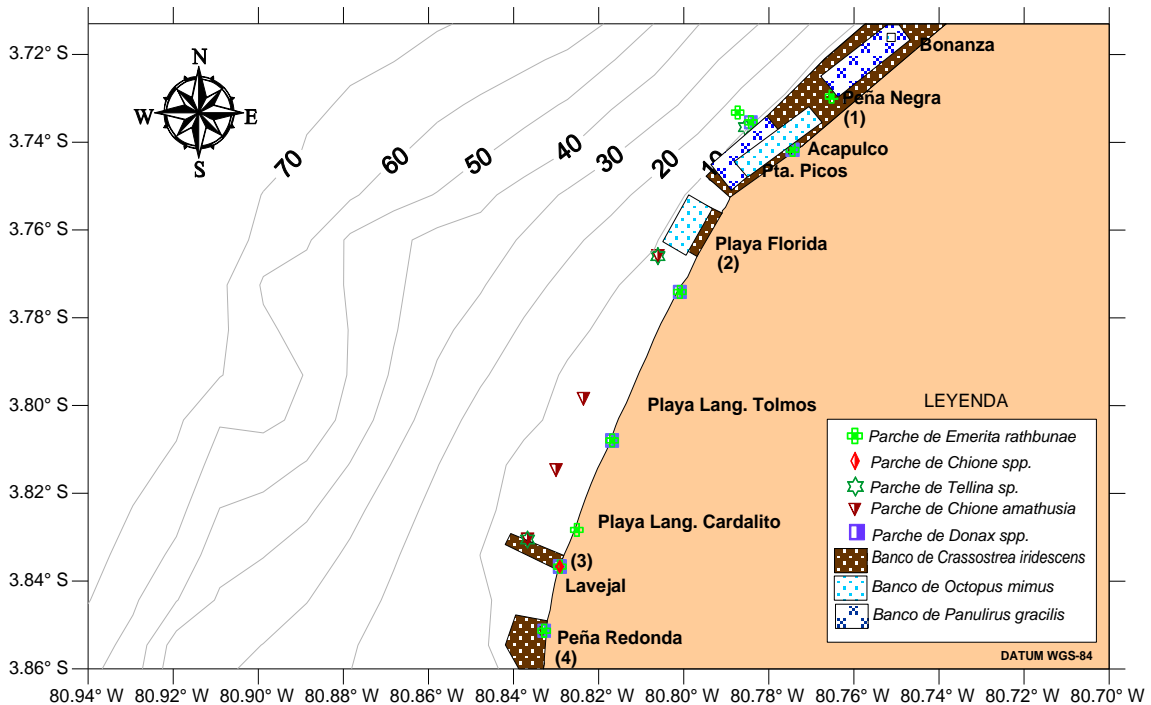 3.72° S
3.74° S
3.76° S
3.78° S
3.80° S
3.82° S
3.84° S
3.86° S
N
W
E
S
70
60
50
40
30
20
10
Bonanza
Peña Negra
(1)
Acapulco
Pta. Picos
Playa Florida
(2)
Playa Lang. Tolmos
Playa Lang. Cardalito
(3)
Lavejal
Peña Redonda
(4)
LEYENDA
Parche de Emerita rathbunae
Parche de Chione spp.
Parche de Tellina sp.
Parche de Chione amathusia
Parche de Donax spp.
Banco de Crassostrea iridescens
Banco de Octopus mimus
Banco de Panulirus gracilis
DATUM WGS-84
80.94° W
80.92° W
80.90° W
80.88° W
80.86° W
80.84° W
80.82° W
80.80° W
80.78° W
80.76° W
80.74° W
80.72° W
80.70° W